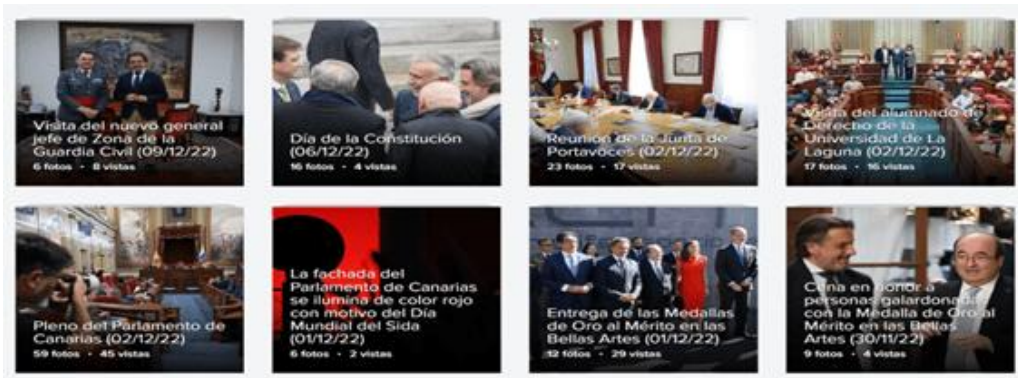 Visita del nuevo general
jefe de Zona de la
Guardia Civil (09/12/22)
6 fotos · 8 vistas
Día de la Constitución
(06/12/22)
16 fotos · 4 vistas
Reunión de la Junta de
Portavoces (02/12/22)
23 fotos · 17 vistas
Visita del alumnado de
Derecho de la
Universidad de La
Laguna (02/12/22)
17 fotos · 16 vistas
Pleno del Parlamento de
Canarias (02/12/22)
59 fotos · 45 vistas
La fachada del
Parlamento de Canarias
se ilumina de color rojo
con motivo del Día
Mundial del Sida
(01/12/22)
6 fotos · 2 vistas
Entrega de las Medallas
de Oro al Mérito en las
Bellas Artes (01/12/22)
12 fotos · 29 vistas
Cena en honor a
personas galardonadas
con la Medalla de Oro al
Mérito en las Bellas
Artes (30/11/22)
9 fotos · 4 vistas